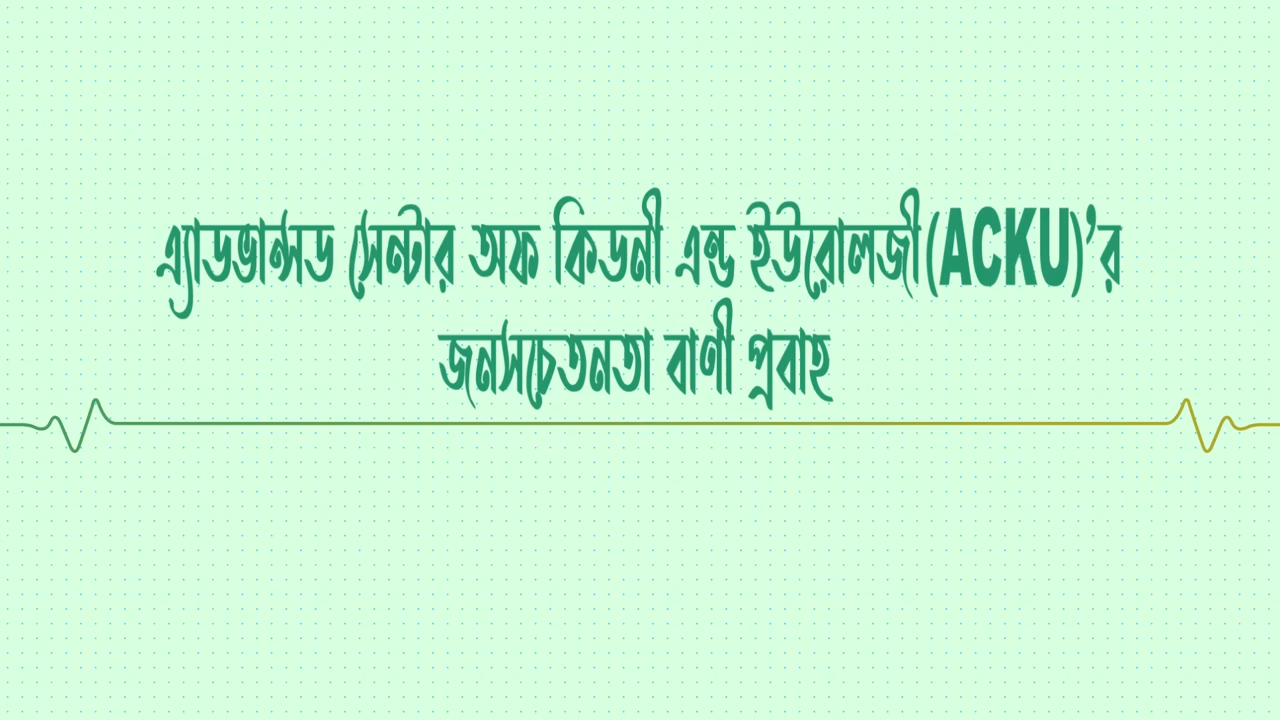 এ্যাডভান্সড সেন্টার অফ কিডনী এন্ড ইউরোলজী(ACKU)’র
জনসচেতনতা বাণী প্রবাহ